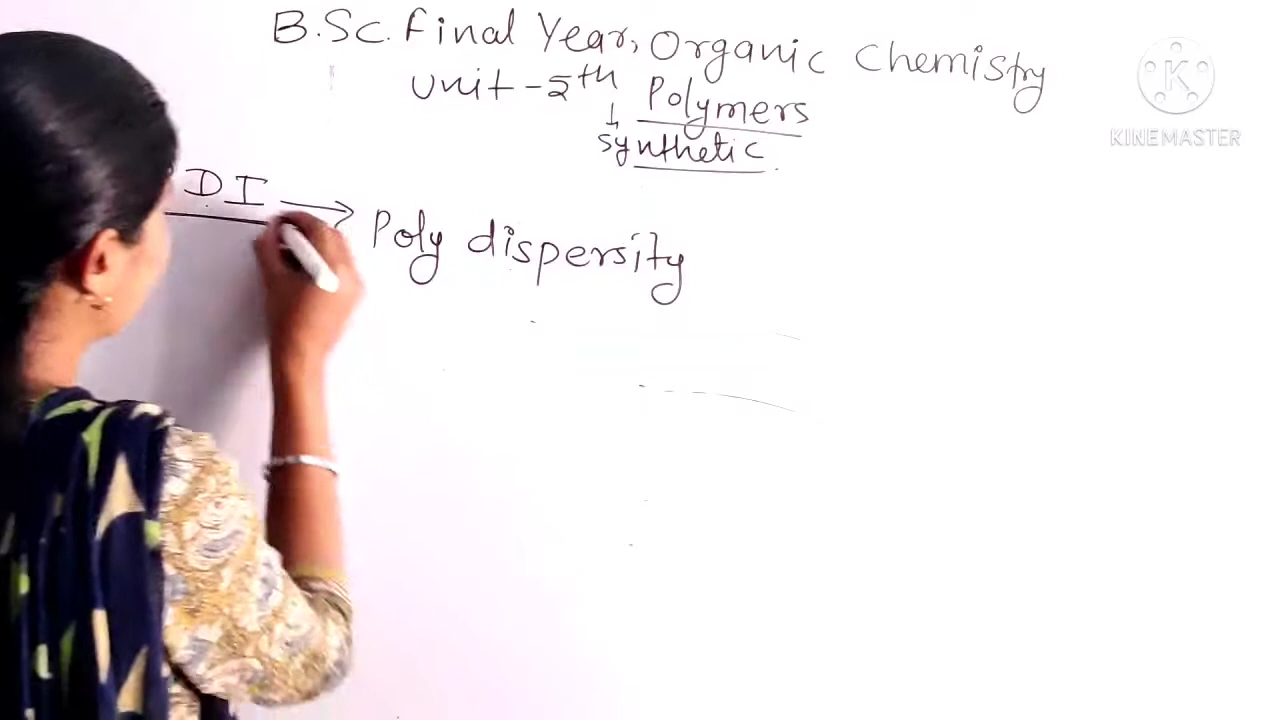 B.Sc. Final Year, Organic Chemistry
Unit - 5th Polymers
↓
synthetic
DI → Poly dispersity
KINEMASTER